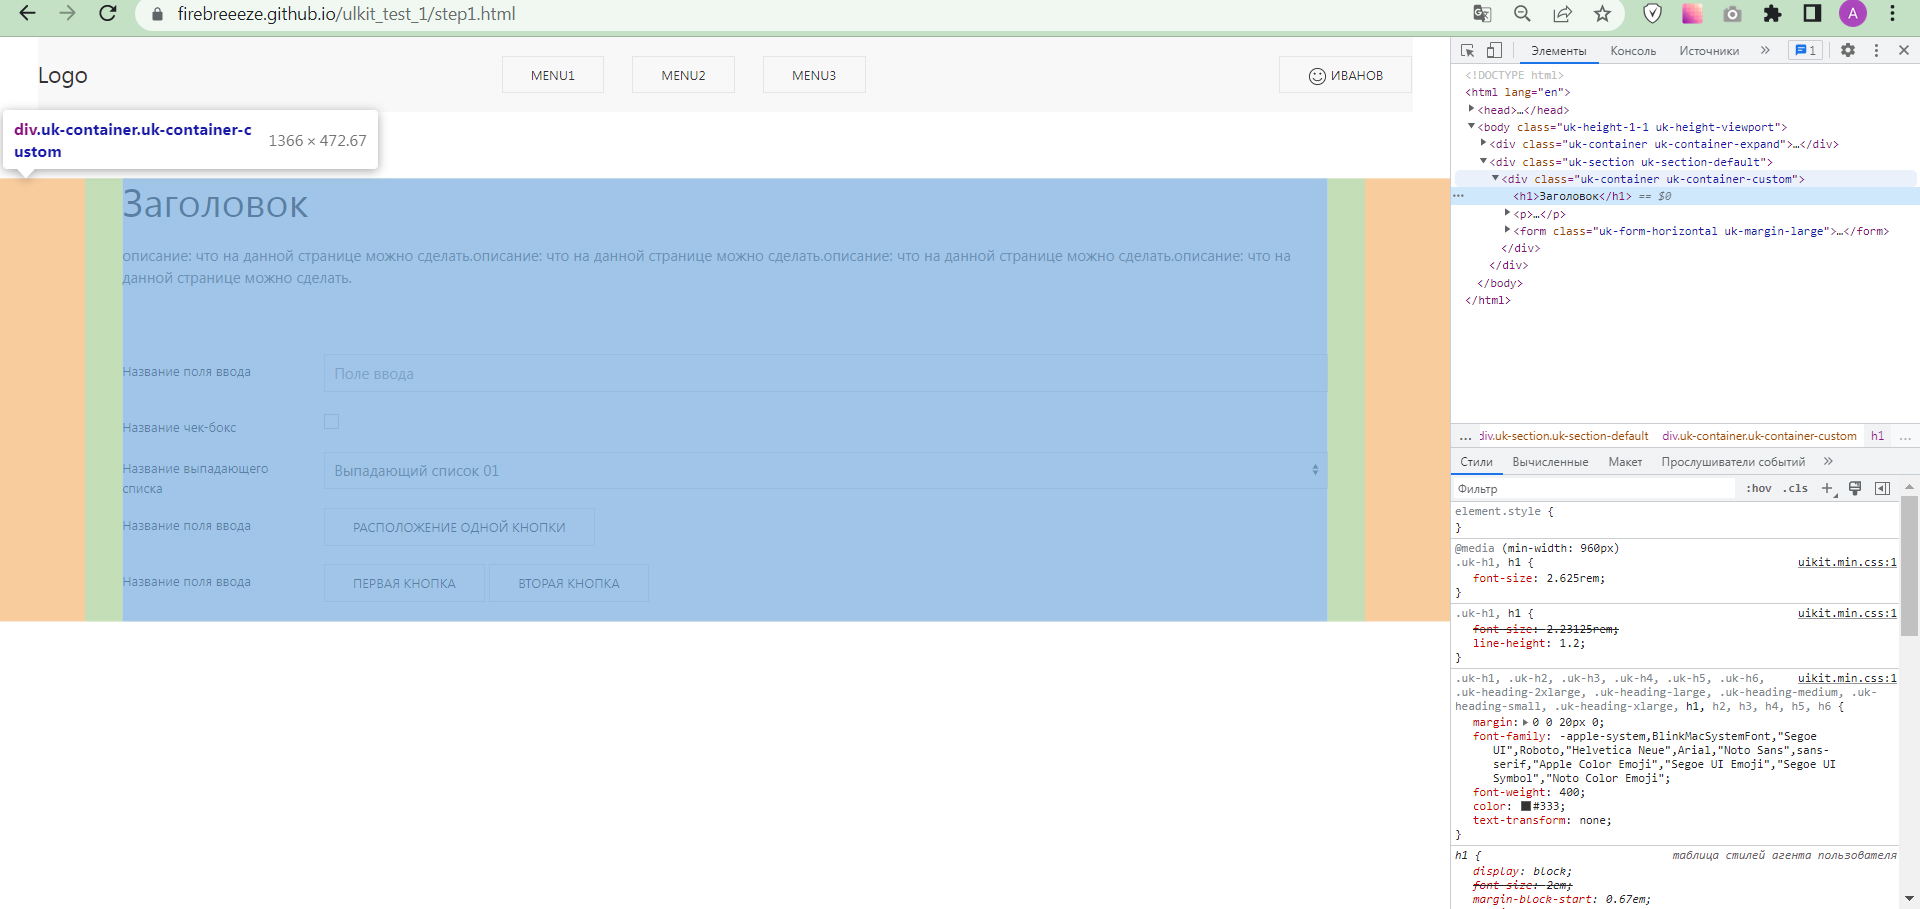 firebreeeze.github.io/ulkit_test_1/step1.html
A
Logo
MENU1
MENU2
MENU3
ИВАНОВ
div.uk-container.uk-container-c
ustom
1366 × 472.67
Заголовок
описание: что на данной странице можно сделать.описание: что на данной странице можно сделать.описание: что на данной странице можно сделать.описание: что на
данной странице можно сделать.
Название поля ввода
Поле ввода
Название чек-бокс
Название выпадающего
списка
Выпадающий список 01
Название поля ввода
РАСПОЛОЖЕНИЕ ОДНОЙ КНОПКИ
Название поля ввода
ПЕРВАЯ КНОПКА
ВТОРАЯ КНОПКА
Элементы
Консоль
Источники
»
1
<!DOCTYPE html>
<html lang="en">
<head>…</head>
<body class="uk-height-1-1 uk-height-viewport">
<div class="uk-container uk-container-expand">…</div>
<div class="uk-section uk-section-default">
<div class="uk-container uk-container-custom">
<h1>Заголовок</h1> == $0
<p>…</p>
<form class="uk-form-horizontal uk-margin-large">…</form>
</div>
</div>
</body>
</html>
… div.uk-section.uk-section-default div.uk-container.uk-container-custom h1 …
Стили
Вычисленные
Макет
Прослушиватели событий
»
Фильтр
:hov .cls +
element.style {
}
@media (min-width: 960px)
.uk-h1, h1 { uikit.min.css:1
font-size: 2.625rem;
}
.uk-h1, h1 { uikit.min.css:1
font-size: 2.23125rem;
line-height: 1.2;
}
.uk-h1, .uk-h2, .uk-h3, .uk-h4, .uk-h5, .uk-h6, uikit.min.css:1
.uk-heading-2xlarge, .uk-heading-large, .uk-heading-medium, .uk-
heading-small, .uk-heading-xlarge, h1, h2, h3, h4, h5, h6 {
margin: 0 0 20px 0;
font-family: -apple-system,BlinkMacSystemFont,"Segoe
UI",Roboto,"Helvetica Neue",Arial,"Noto Sans",sans-
serif,"Apple Color Emoji","Segoe UI Emoji","Segoe UI
Symbol","Noto Color Emoji";
font-weight: 400;
color: #333;
text-transform: none;
}
h1 { таблица стилей агента пользователя
display: block;
font-size: 2em;
margin-block-start: 0.67em;